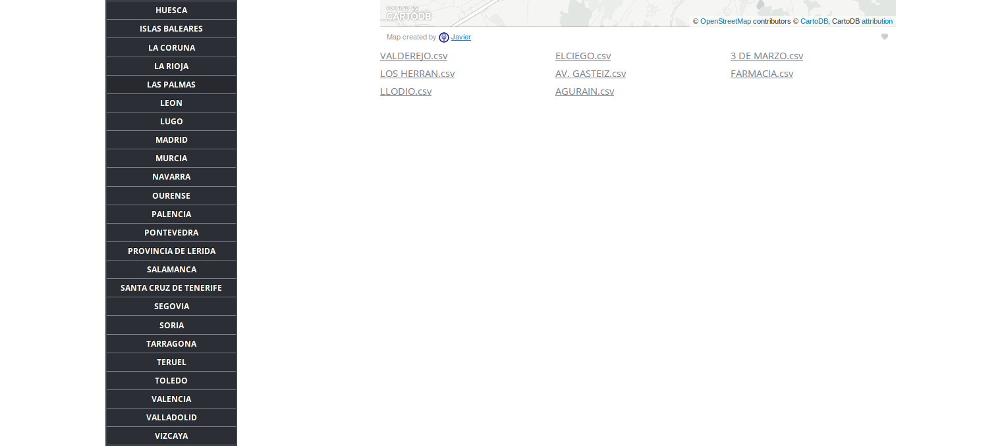 HUESCA
ISLAS BALEARES
LA CORUNA
LA RIOJA
LAS PALMAS
LEON
LUGO
MADRID
MURCIA
NAVARRA
OURENSE
PALENCIA
PONTEVEDRA
PROVINCIA DE LERIDA
SALAMANCA
SANTA CRUZ DE TENERIFE
SEGOVIA
SORIA
TARRAGONA
TERUEL
TOLEDO
VALENCIA
VALLADOLID
VIZCAYA
POWERED BY
CARTODB
© OpenStreetMap contributors © CartoDB, CartoDB attribution
Map created by Javier
VALDEREJO.csv ELCIEGO.csv 3 DE MARZO.csv
LOS HERRAN.csv AV. GASTEIZ.csv FARMACIA.csv
LLODIO.csv AGURAIN.csv